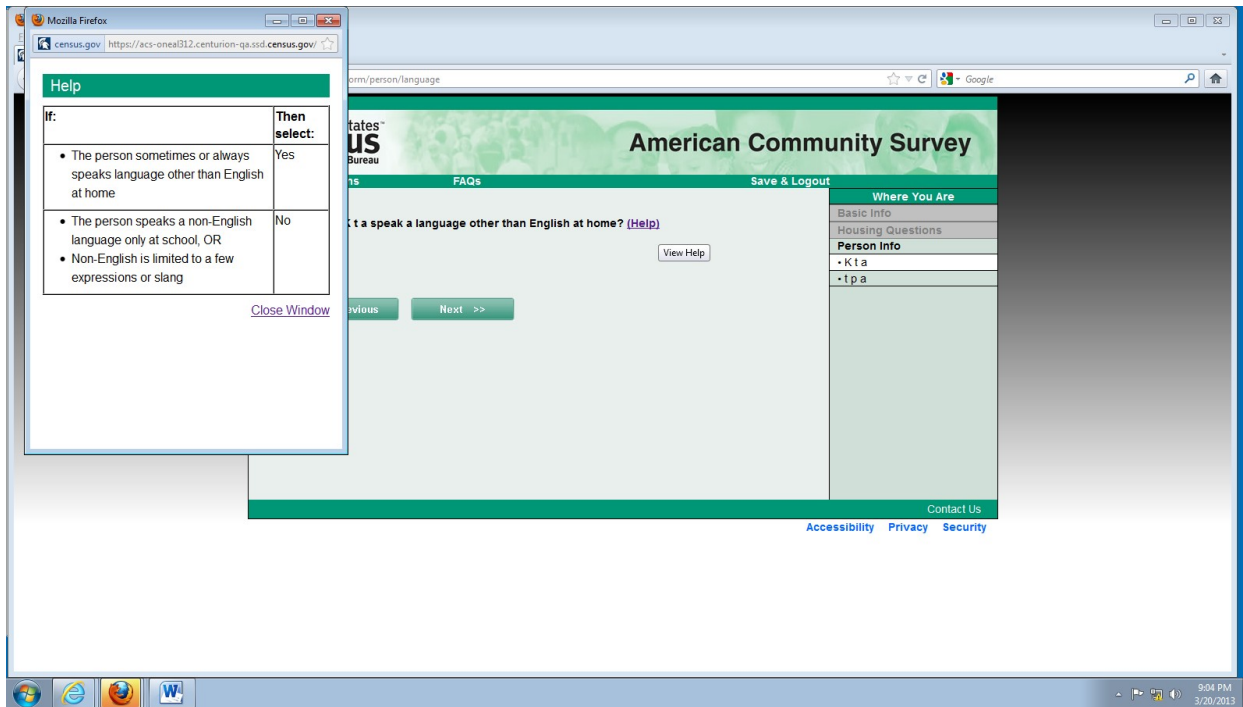 Mozilla Firefox
census.gov https://acs-oneal312.centurion-qa.ssd.census.gov/
Help
If:
Then select:
• The person sometimes or always
speaks language other than English
at home
Yes
• The person speaks a non-English
language only at school, OR
• Non-English is limited to a few
expressions or slang
No
Close Window
orm/person/language
Google
tates™
us
Bureau
American Community Survey
ns
FAQs
Save & Logout
t a speak a language other than English at home? (Help)
View Help
evious
Next >>
Where You Are
Basic Info
Housing Questions
Person Info
• K t a
• t p a
Contact Us
Accessibility Privacy Security
W
9:04 PM
3/20/2013